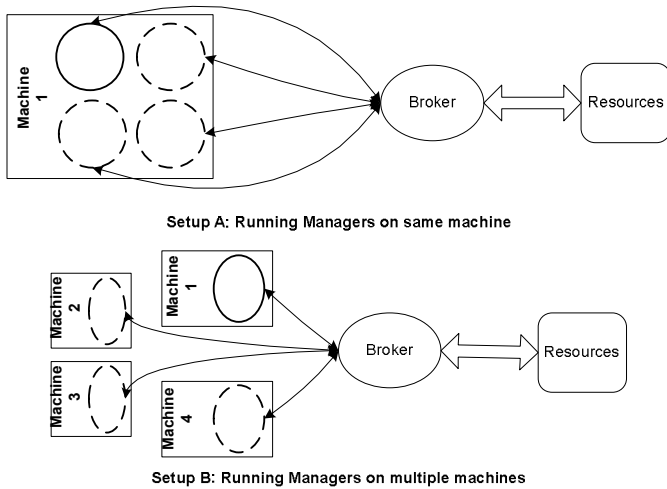 Machine
1
Broker
Resources
Setup A: Running Managers on same machine
Machine
1
Machine
2
Broker
Resources
Machine
3
Machine
4
Setup B: Running Managers on multiple machines